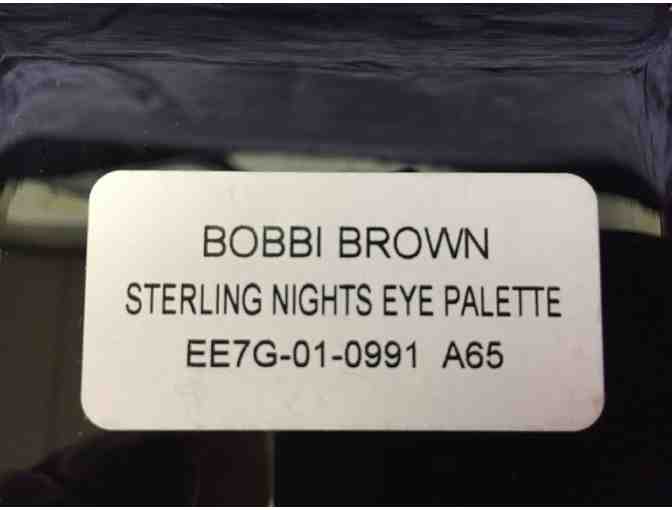 BOBBI BROWN
STERLING NIGHTS EYE PALETTE
EE7G-01-0991 A65